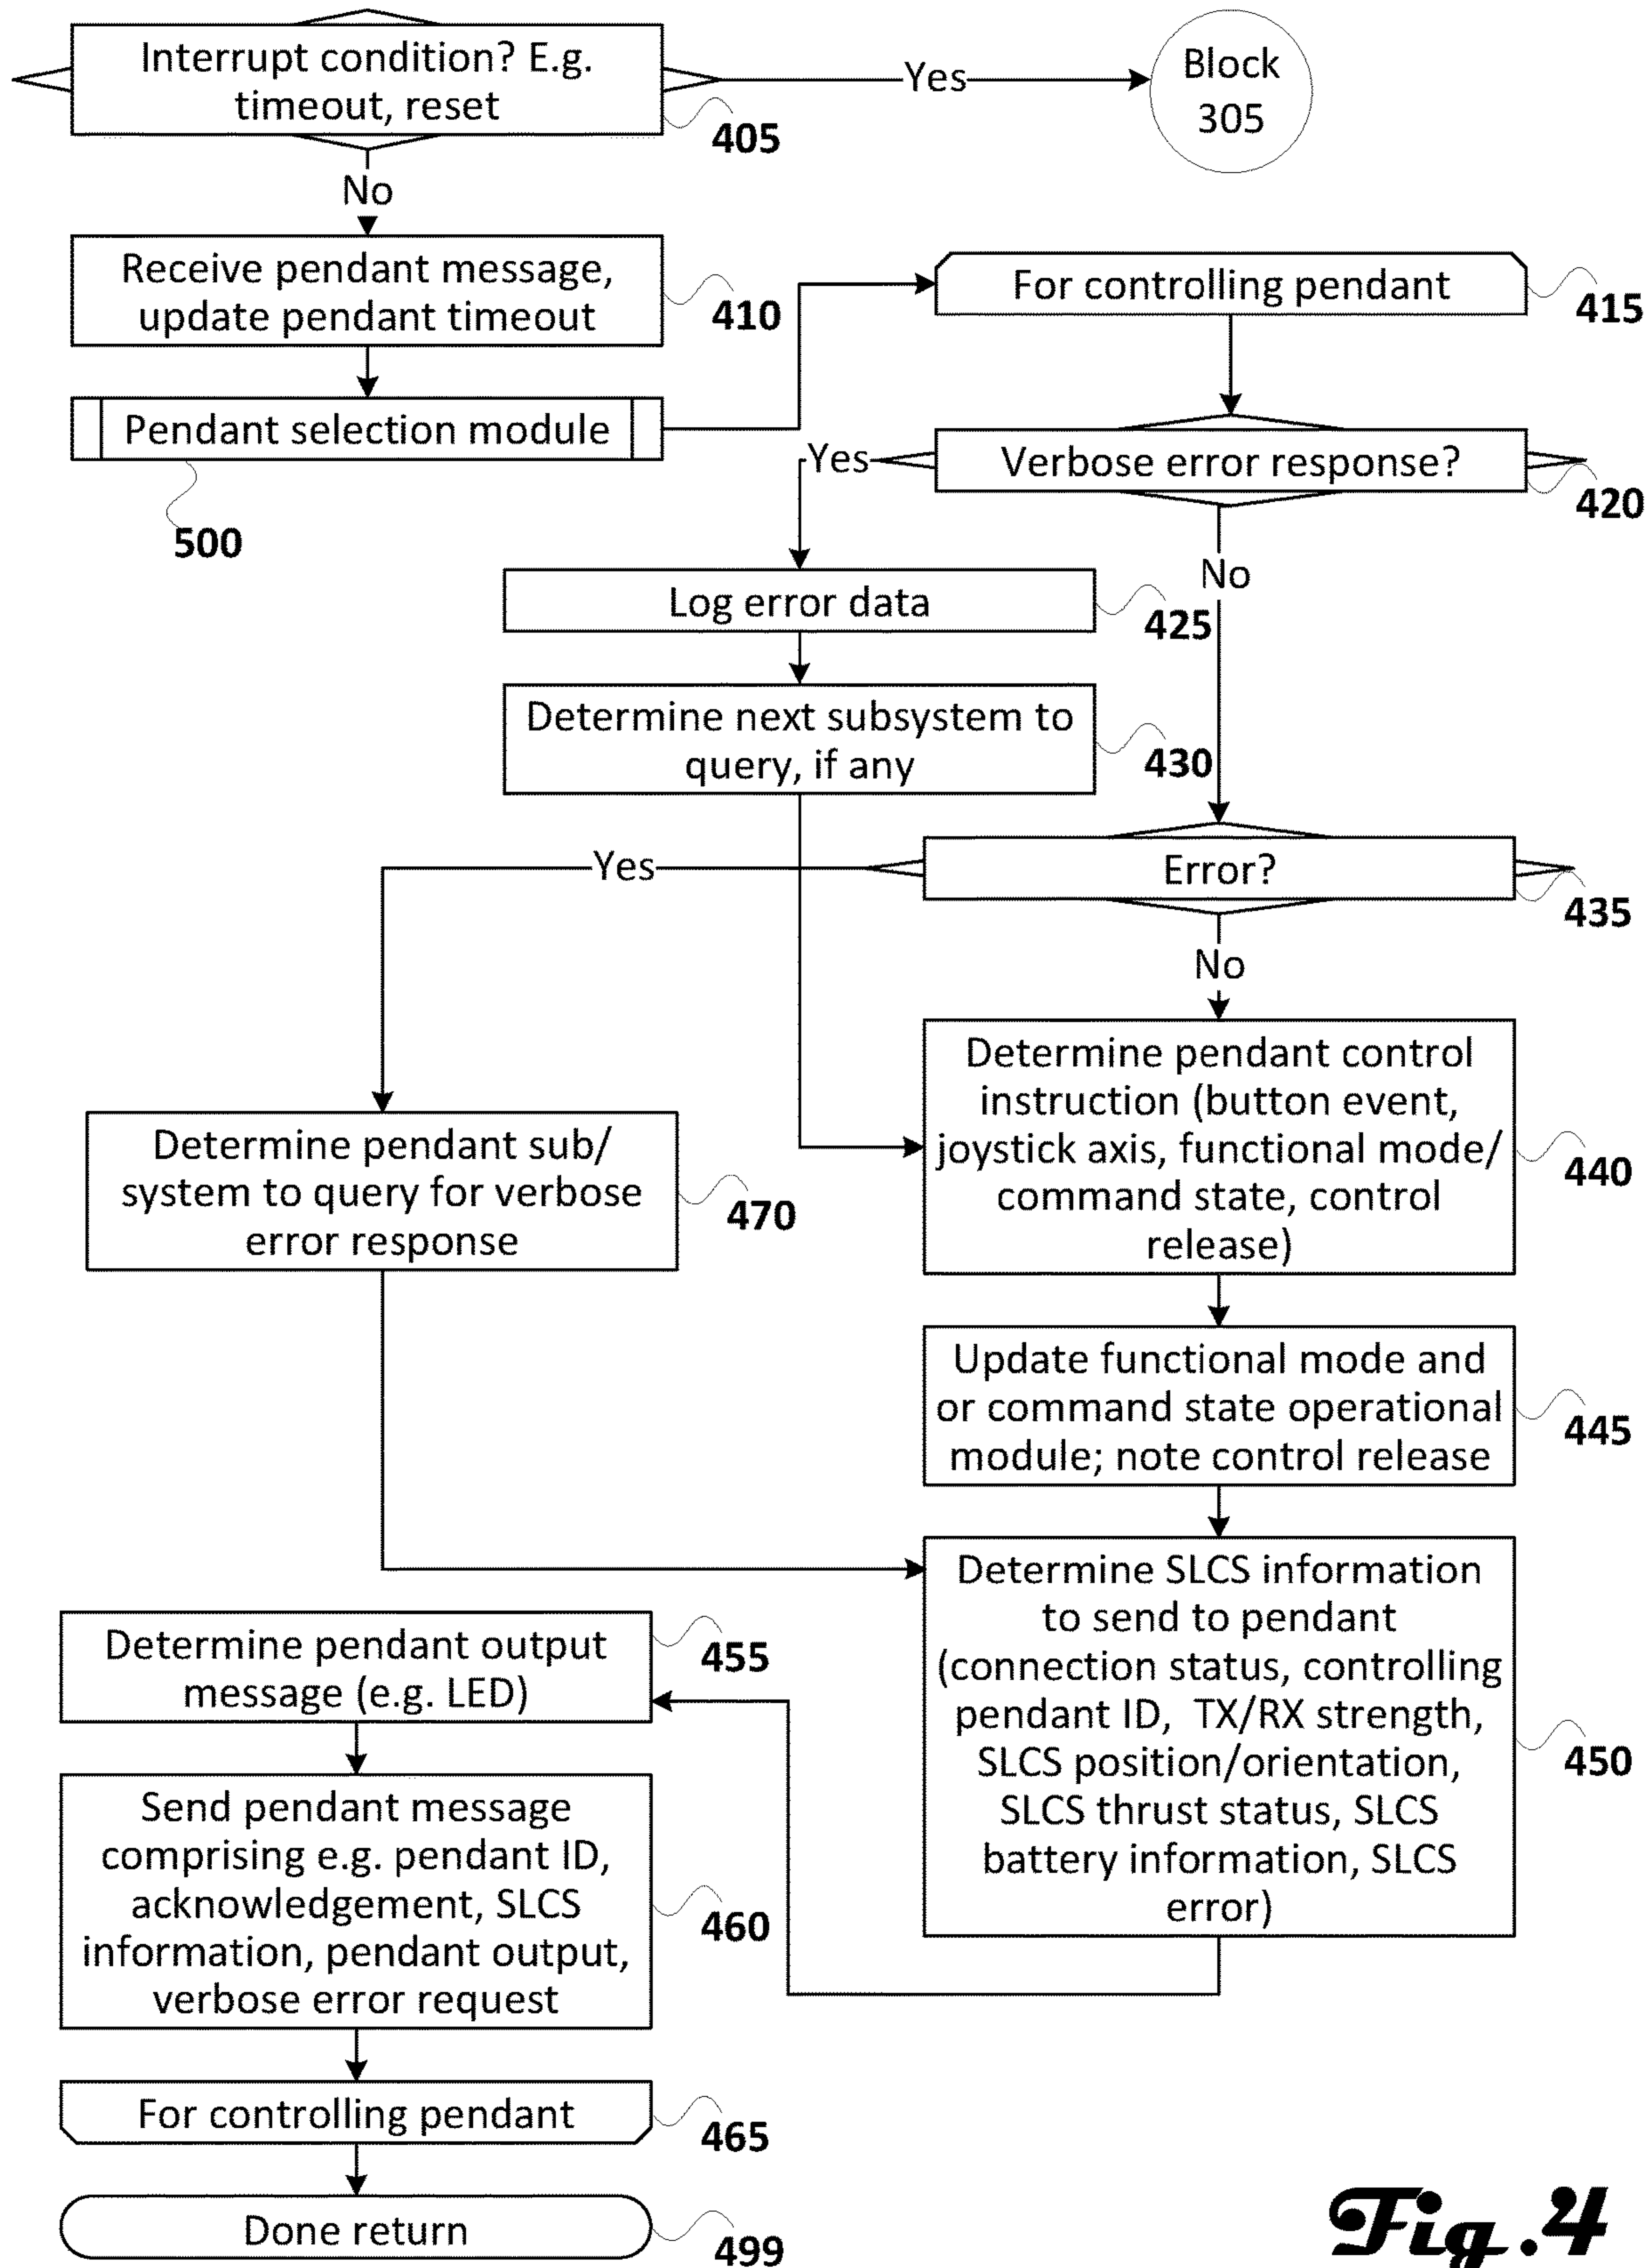 Interrupt condition? E.g.
timeout, reset
405
Yes
Block
305
No
Receive pendant message,
update pendant timeout
410
For controlling pendant
415
Pendant selection module
500
Verbose error response?
420
Yes
No
Log error data
425
Determine next subsystem to
query, if any
430
Error?
435
Yes
No
Determine pendant control
instruction (button event,
joystick axis, functional mode/
command state, control
release)
440
Determine pendant sub/
system to query for verbose
error response
470
Update functional mode and
or command state operational
module; note control release
445
Determine SLCS information
to send to pendant
(connection status, controlling
pendant ID, TX/RX strength,
SLCS position/orientation,
SLCS thrust status, SLCS
battery information, SLCS
error)
450
Determine pendant output
message (e.g. LED)
455
Send pendant message
comprising e.g. pendant ID,
acknowledgement, SLCS
information, pendant output,
verbose error request
460
For controlling pendant
465
Done return
499
Fig.4